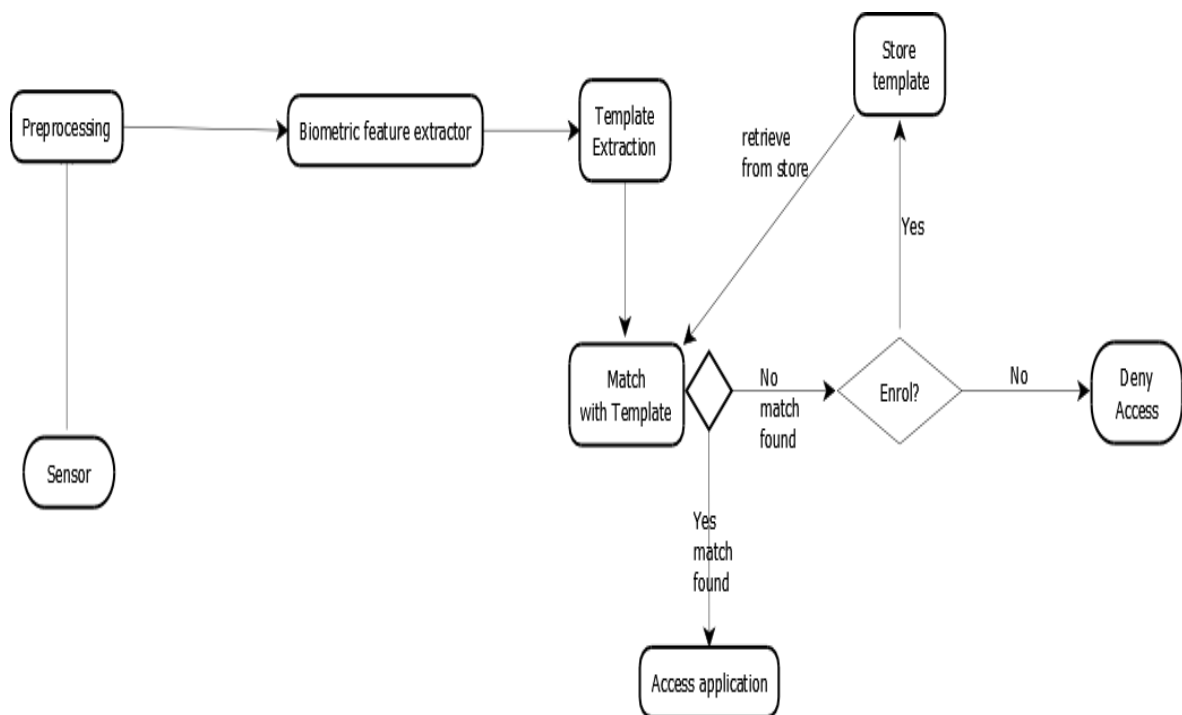 Store
template
Preprocessing
Biometric feature extractor
Template
Extraction
retrieve
from store
Yes
Match
with Template
No
match
found
Enrol?
No
Deny
Access
Sensor
Yes
match
found
Access application